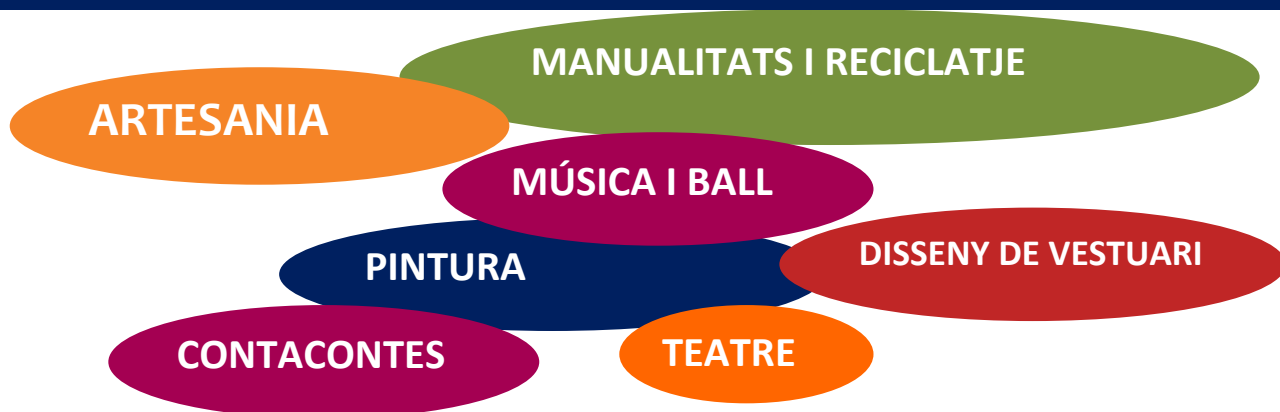 MANUALITATS I RECICLATJE
ARTESANIA
MÚSICA I BALL
PINTURA
DISSENY DE VESTUARI
CONTACONTES
TEATRE